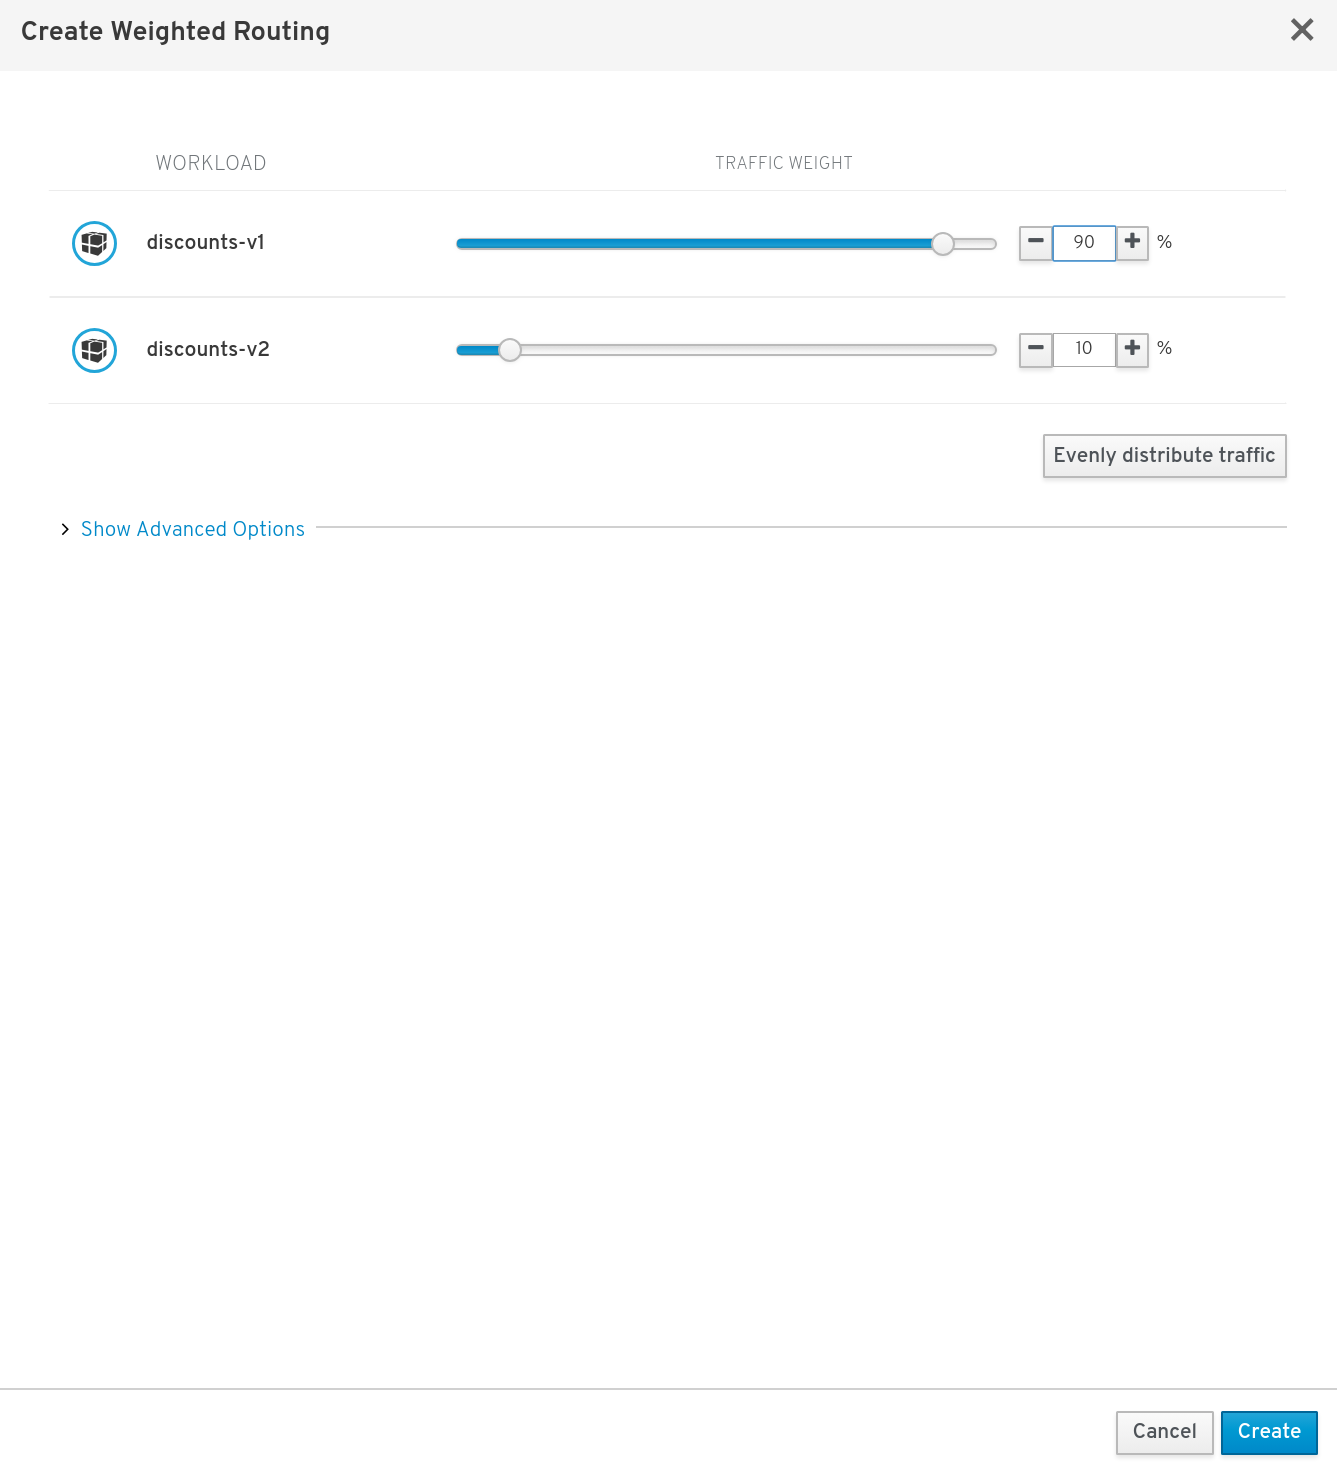 Create Weighted Routing
WORKLOAD TRAFFIC WEIGHT
discounts-v1 90 %
discounts-v2 10 %
Evenly distribute traffic
Show Advanced Options
Cancel Create